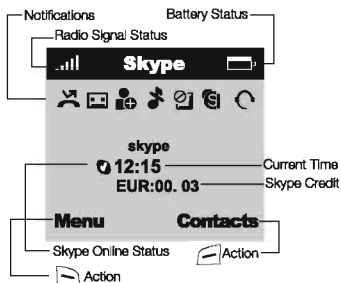 Notifications
Battery Status
Radio Signal Status
Skype
skype
12:15
Current Time
EUR:00. 03
Skype Credit
Menu
Contacts
Skype Online Status
Action
Action